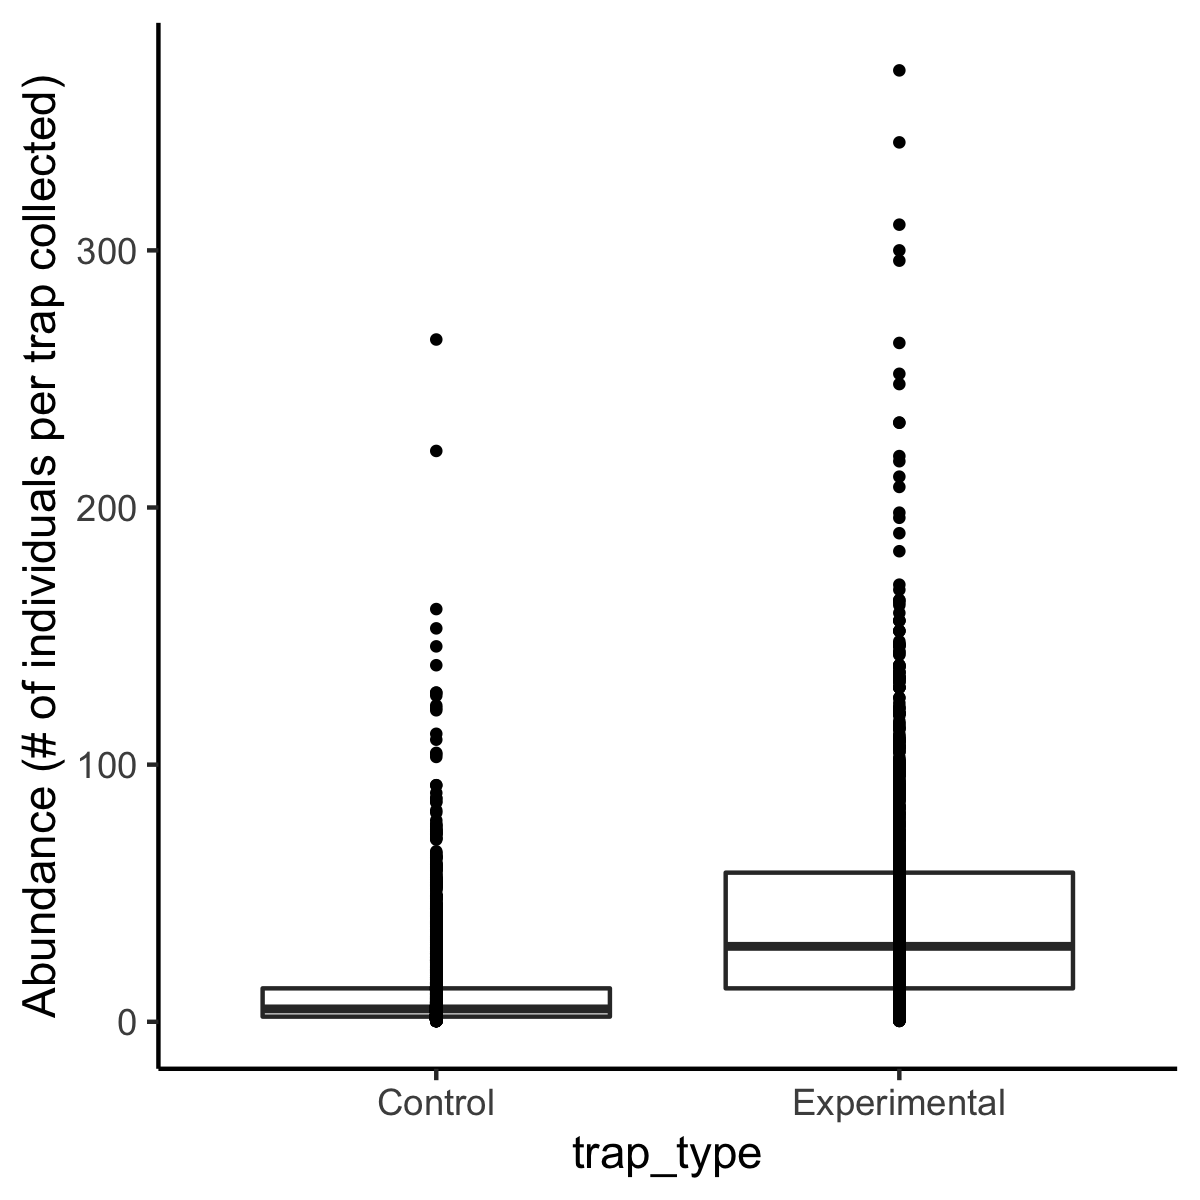 Abundance (# of individuals per trap collected)
300
200
100
0
Control
Experimental
trap_type